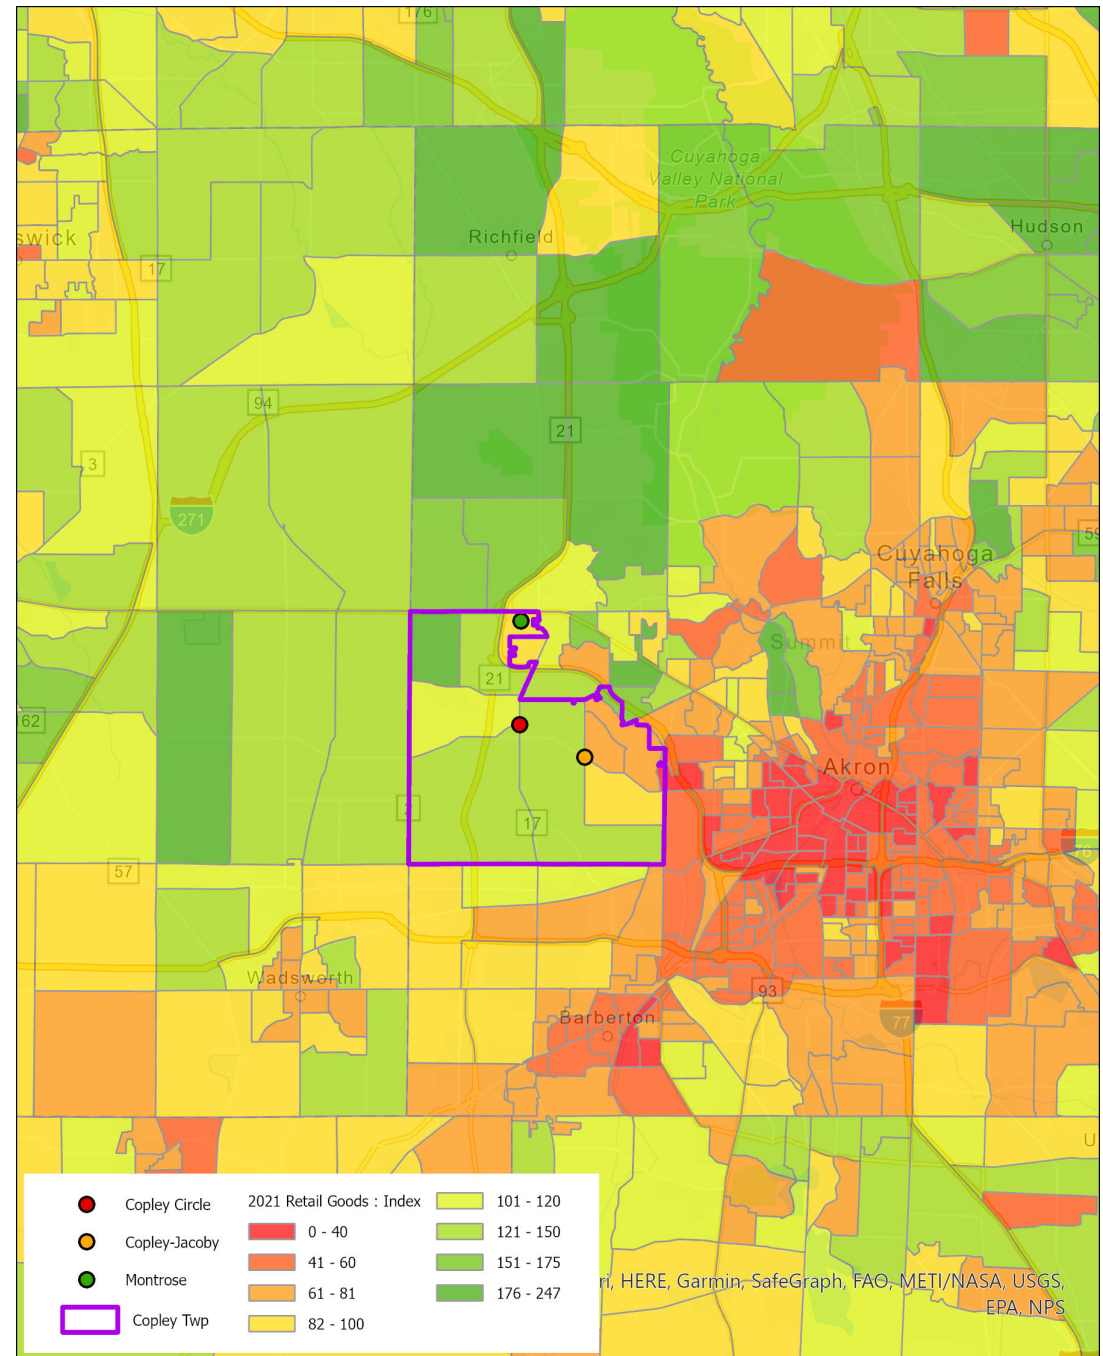 176
Cuyahoga
Valley National
Park
Hudson
Richfield
swick
17
94
21
3
271
59
Cuyahoga
Falls
Summit
21
62
Akron
17
76
57
Wadsworth
93
Barberton
77
U
Copley Circle
Copley-Jacoby
Montrose
Copley Twp
2021 Retail Goods : Index
0 - 40
41 - 60
61 - 81
82 - 100
101 - 120
121 - 150
151 - 175
176 - 247
ri, HERE, Garmin, SafeGraph, FAO, METI/NASA, USGS,
EPA, NPS